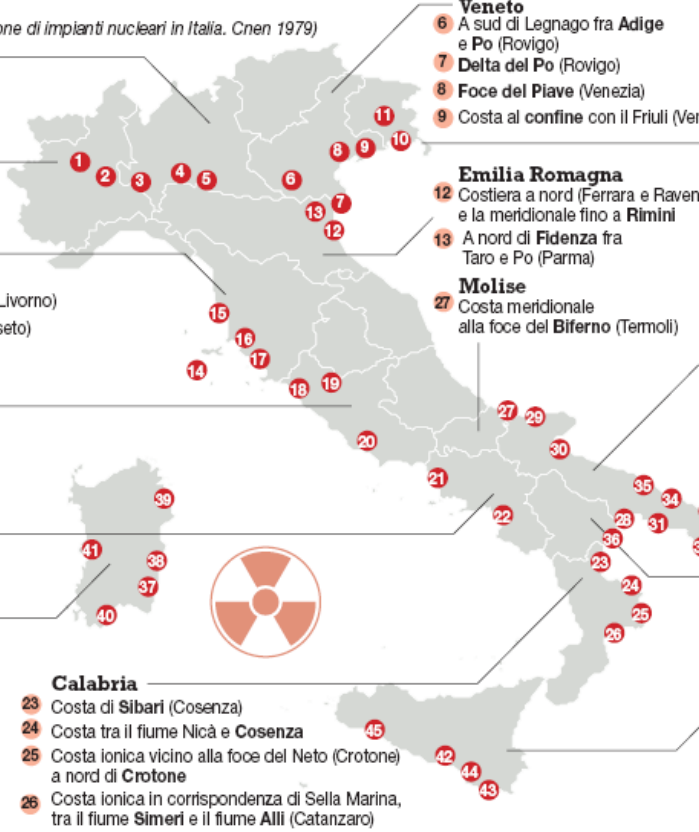 one di impianti nucleari in Italia. Cnen 1979)
Veneto
6 A sud di Legnago fra Adige
e Po (Rovigo)
7 Delta del Po (Rovigo)
8 Foce del Piave (Venezia)
9 Costa al confine con il Friuli (Ver
Emilia Romagna
12 Costiera a nord (Ferrara e Raven
e la meridionale fino a Rimini
13 A nord di Fidenza fra
Taro e Po (Parma)
Molise
27 Costa meridionale
alla foce del Biferno (Termoli)
Livorno)
seto)
11
10
8 9
1
2
3
4
5
6
7
13
12
15
16
17
14
18
19
20
21
22
27
29
30
35
34
28
31
3
36
23
24
25
26
39
41
38
37
40
45
42
44
43
Calabria
23 Costa di Sibari (Cosenza)
24 Costa tra il fiume Nicà e Cosenza
25 Costa ionica vicino alla foce del Neto (Crotone)
a nord di Crotone
26 Costa ionica in corrispondenza di Sella Marina,
tra il fiume Simeri e il fiume Alli (Catanzaro)